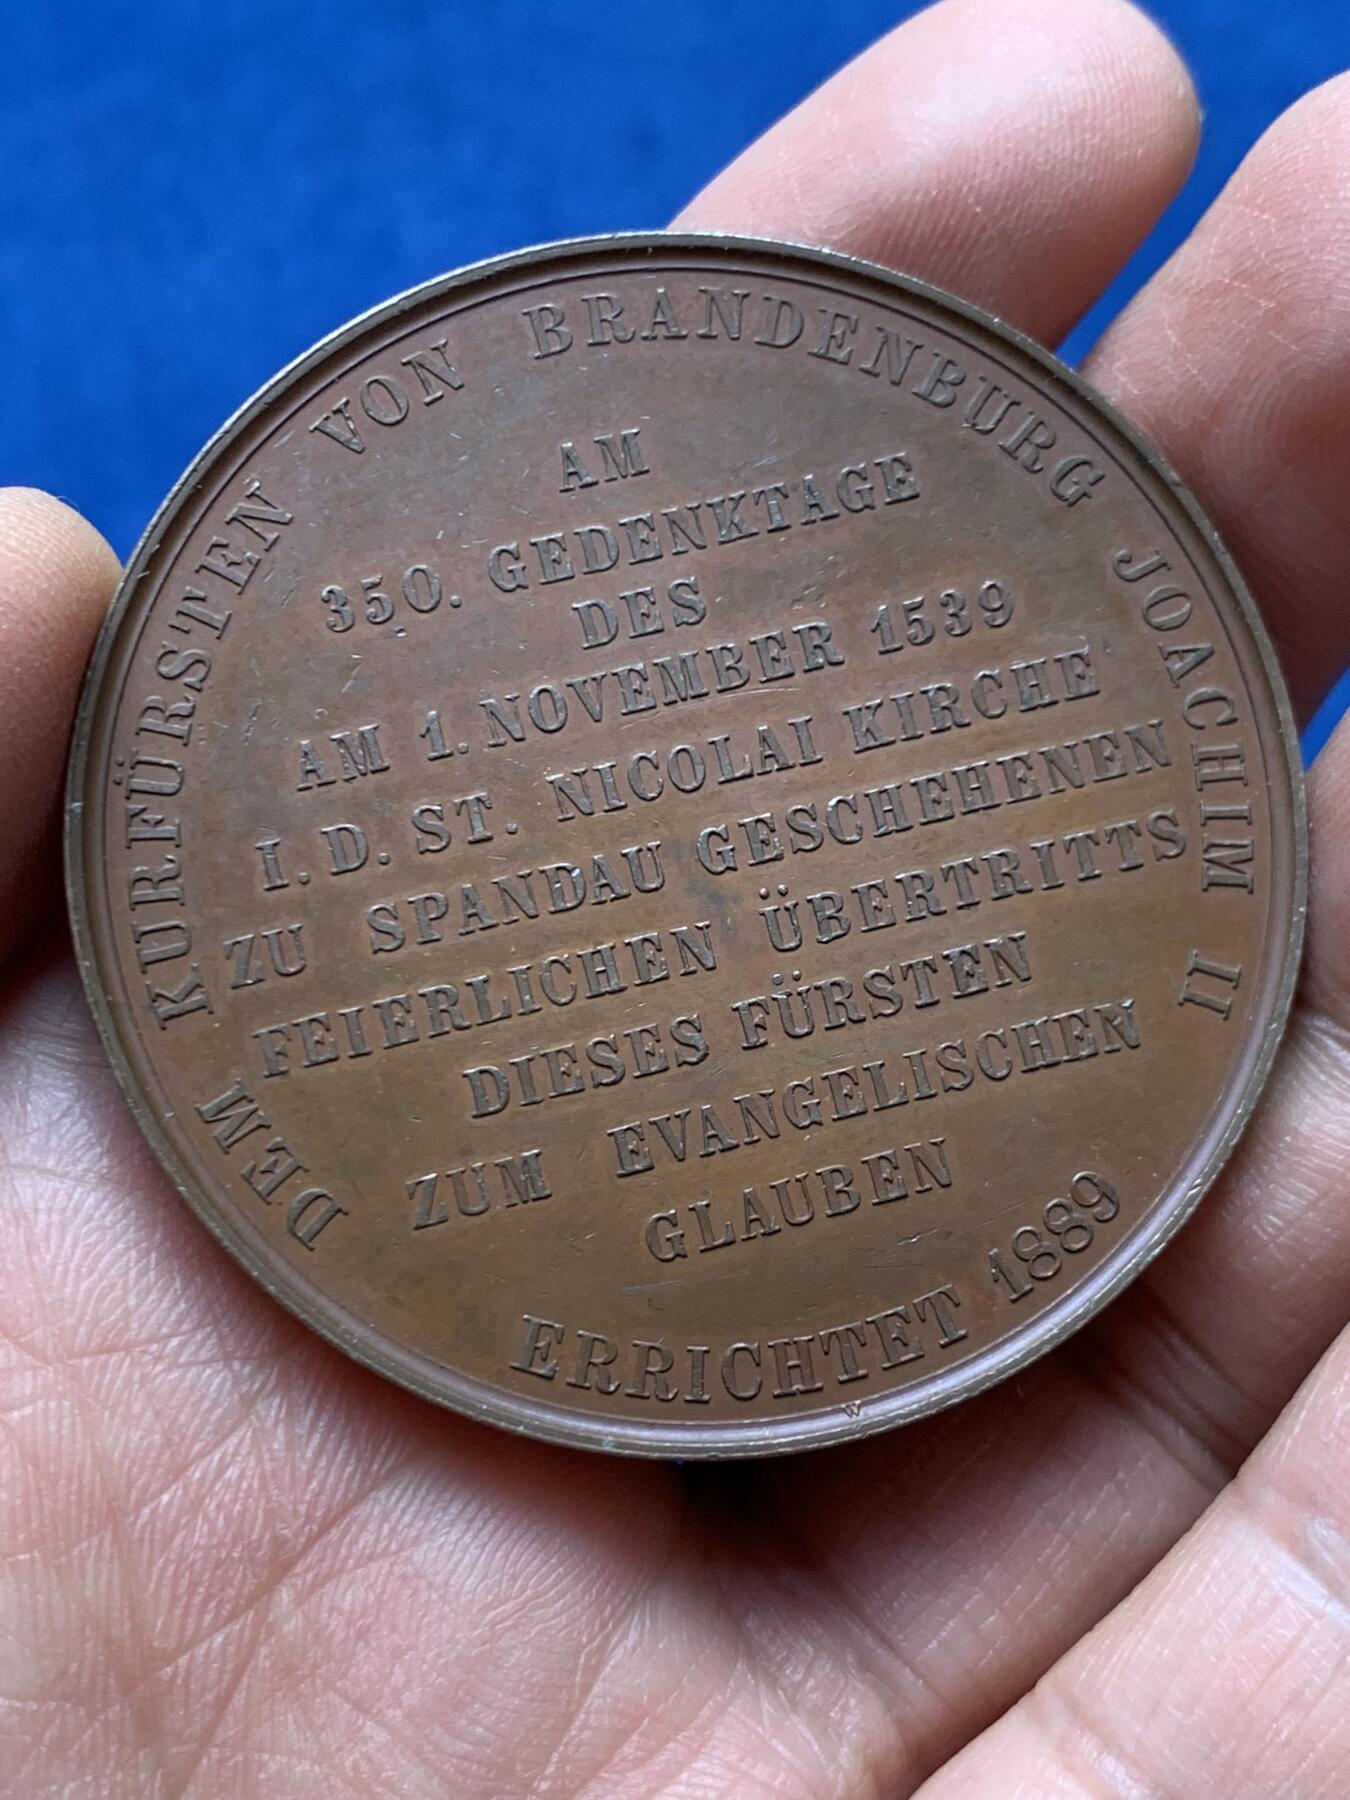 DEM KURFÜRSTEN VON BRANDENBURG JOACHIM II
AM
350. GEDENKTAGE
DES
AM 1. NOVEMBER 1539
I. D. ST. NICOLAI KIRCHE
ZU SPANDAU GESCHEHENEN
FEIERLICHEN ÜBERTRITTS
DIESES FÜRSTEN
ZUM EVANGELISCHEN
GLAUBEN
ERRICHTET 1889
W